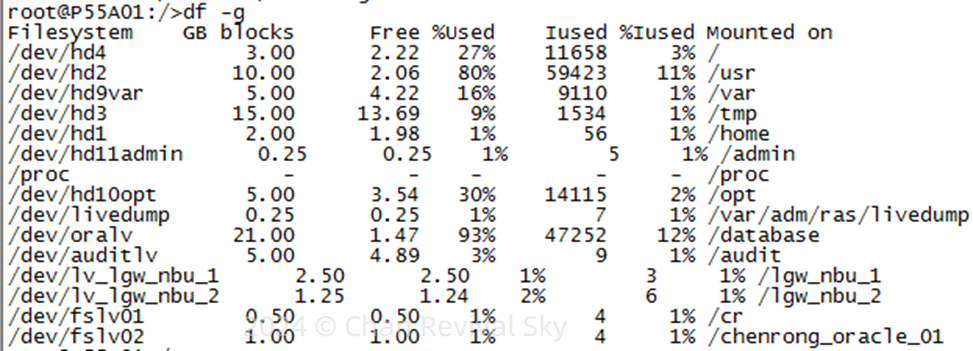 root@P55A01:/>df -g
Filesystem    GB blocks      Free %Used    Iused %Iused Mounted on
/dev/hd4           3.00      2.22   27%    11658     3% /
/dev/hd2          10.00      2.06   80%    59423    11% /usr
/dev/hd9var        5.00      4.22   16%     9110     1% /var
/dev/hd3          15.00     13.69    9%     1534     1% /tmp
/dev/hd1           2.00      1.98    1%       56     1% /home
/dev/hd11admin      0.25      0.25    1%        5     1% /admin
/proc                 -         -    -         -     -  /proc
/dev/hd10opt       5.00      3.54   30%    14115     2% /opt
/dev/livedump      0.25      0.25    1%        7     1% /var/adm/ras/livedump
/dev/oralv        21.00      1.47   93%    47252    12% /database
/dev/auditlv       5.00      4.89    3%        9     1% /audit
/dev/lv_lgw_nbu_1      2.50      2.50    1%        3     1% /lgw_nbu_1
/dev/lv_lgw_nbu_2      1.25      1.24    2%        6     1% /lgw_nbu_2
/dev/fslv01        0.50      0.50    1%        4     1% /cr
2024 © Chan Revival Sky
/dev/fslv02        1.00      1.00    1%        4     1% /chenrong_oracle_01